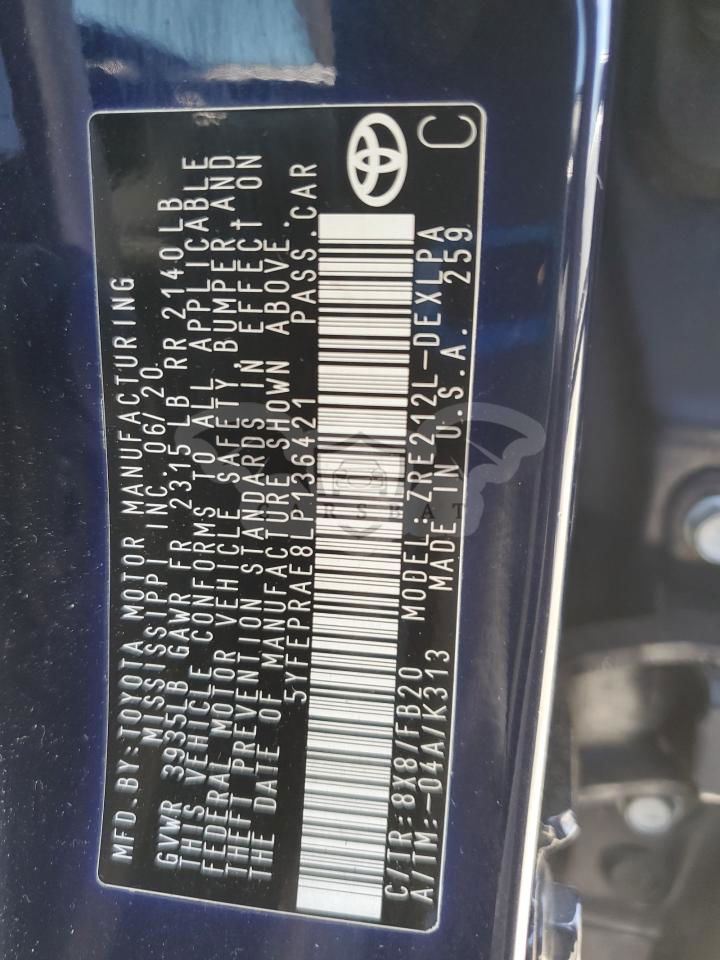 MFD.BY:TOYOTA MOTOR MANUFACTURING
MISSISSIPPI INC. 06/20
GVWR 3935LB GAWR FR 2315LB RR 2140LB
THIS VEHICLE CONFORMS TO ALL APPLICABLE
FEDERAL MOTOR VEHICLE SAFETY, BUMPER AND
THEFT PREVENTION STANDARDS IN EFFECT ON
THE DATE OF MANUFACTURE SHOWN ABOVE.
5YFEPRAE8LP136421 PASS.CAR
C/TR:8X8/FB20 MODEL:ZRE212L-DEXLPA
A/TM:-04A/K313 MADE IN U.S.A. 259
C
CARSBAT